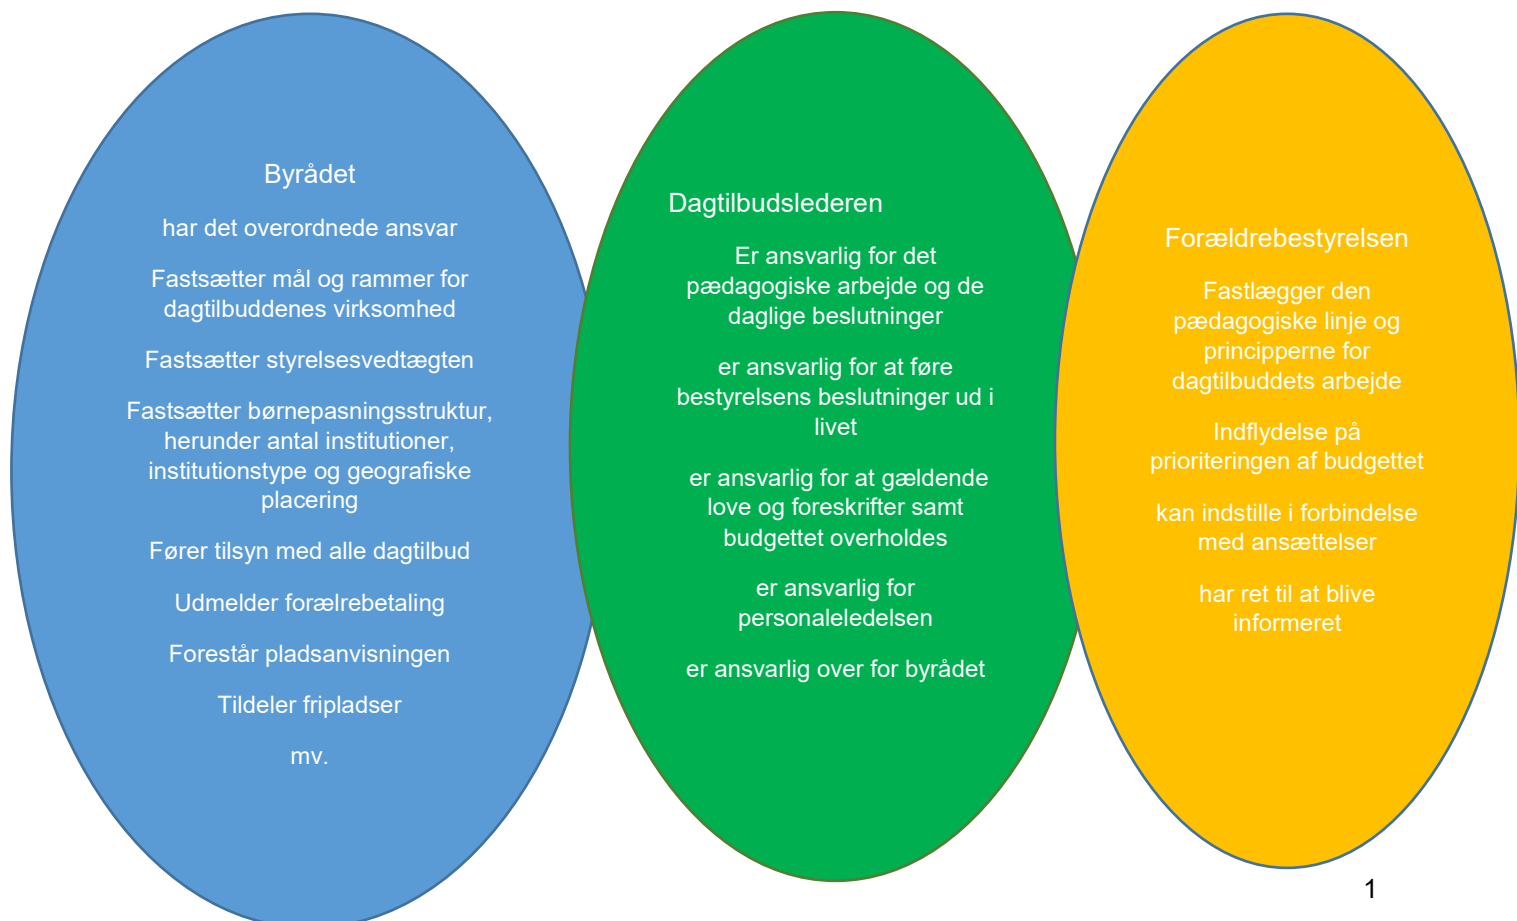 Byrådet
har det overordnede ansvar
Fastsætter mål og rammer for
dagtilbuddenes virksomhed
Fastsætter styrelsesvedtægten
Fastsætter børnepasningsstruktur,
herunder antal institutioner,
institutionstype og geografiske
placering
Fører tilsyn med alle dagtilbud
Udmelder forælrebetaling
Forestår pladsanvisningen
Tildeler fripladser
mv.
Dagtilbudslederen
Er ansvarlig for det
pædagogiske arbejde og de
daglige beslutninger
er ansvarlig for at føre
bestyrelsens beslutninger ud i
livet
er ansvarlig for at gældende
love og foreskrifter samt
budgettet overholdes
er ansvarlig for
personaleledelsen
er ansvarlig over for byrådet
Forældrebestyrelsen
Fastlægger den
pædagogiske linje og
principperne for
dagtilbuddets arbejde
Indflydelse på
prioriteringen af budgettet
kan indstille i forbindelse
med ansættelser
har ret til at blive
informeret
1